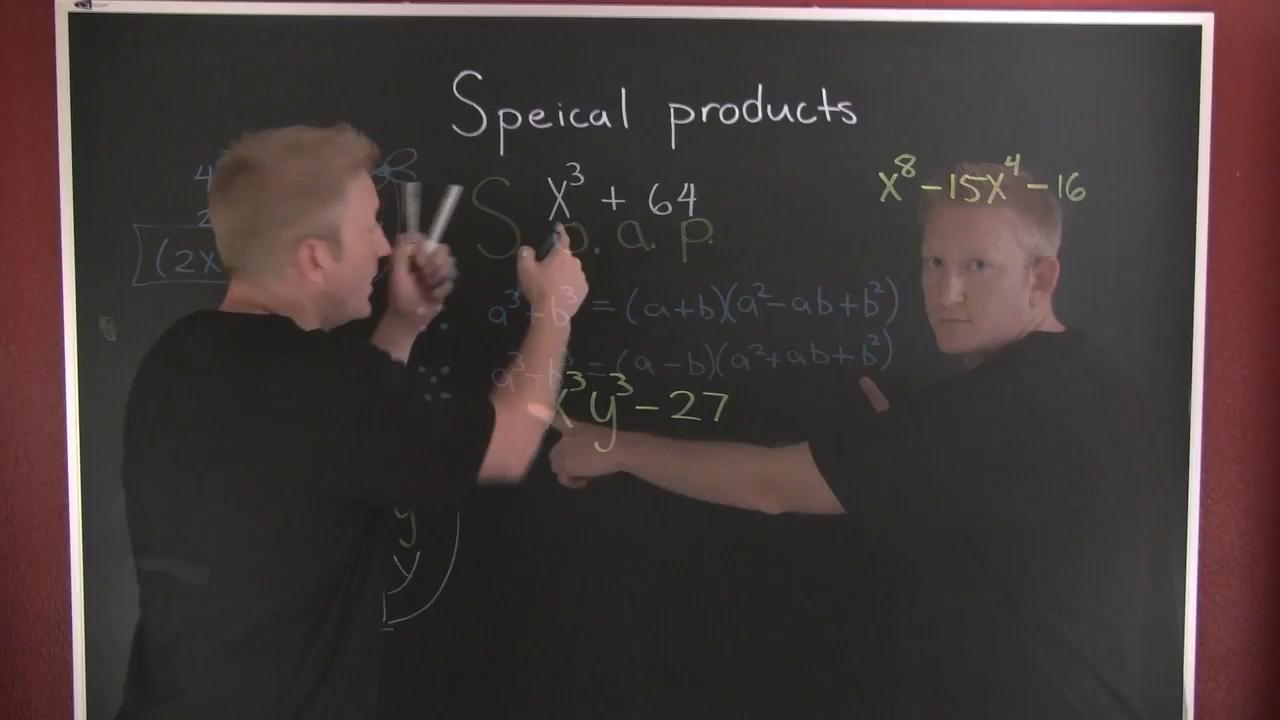 Speical products
x³ + 64
x⁸ - 15x⁴ - 16
S. o. a. p.
(2x
a³ + b³ = (a+b)(a² - ab + b²)
a³ - b³ = (a-b)(a² + ab + b²)
x³y³ - 27
y
y